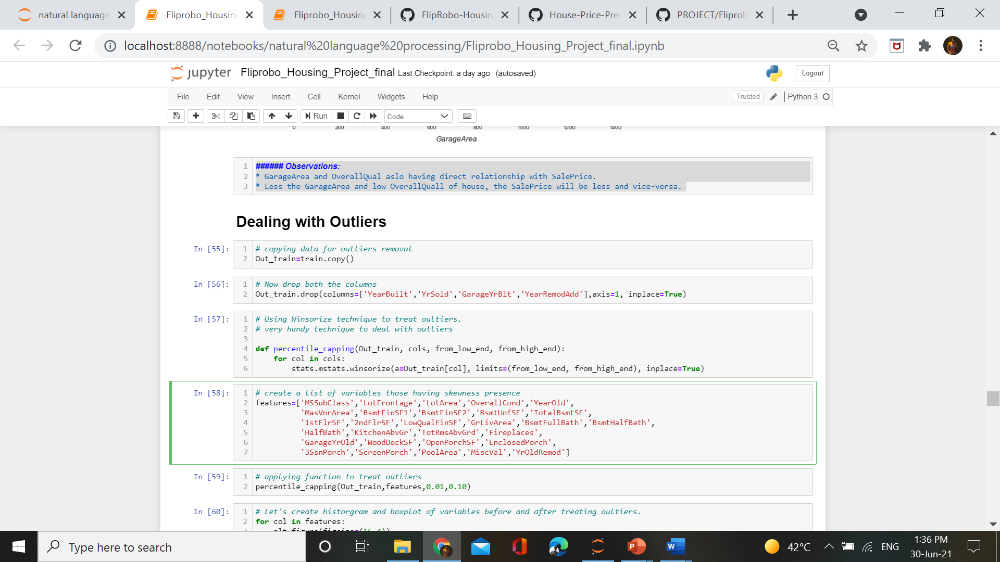 natural language
Fliprobo_Housing
Fliprobo_Housing
FlipRobo-Housin
House-Price-Pred
PROJECT/Fliprob
localhost:8888/notebooks/natural%20language%20processing/Fliprobo_Housing_Project_final.ipynb
jupyter Fliprobo_Housing_Project_final Last Checkpoint: a day ago (autosaved)
Logout
File Edit View Insert Cell Kernel Widgets Help
Trusted Python 3
Run Code
0 200 400 600 800 1000 1200 1400
GarageArea
1 ###### Observations:
2 * GarageArea and OverallQual aslo having direct relationship with SalePrice.
3 * Less the GarageArea and low OverallQuall of house, the SalePrice will be less and vice-versa.
Dealing with Outliers
In [55]:
1 # copying data for outliers removal
2 Out_train=train.copy()
In [56]:
1 # Now drop both the columns
2 Out_train.drop(columns=['YearBuilt','YrSold','GarageYrBlt','YearRemodAdd'],axis=1, inplace=True)
In [57]:
1 # Using Winsorize technique to treat oultiers.
2 # very handy technique to deal with outliers
3
4 def percentile_capping(Out_train, cols, from_low_end, from_high_end):
5 for col in cols:
6 stats.mstats.winsorize(a=Out_train[col], limits=(from_low_end, from_high_end), inplace=True)
In [58]:
1 # create a list of variables those having skewness presence
2 features=['MSSubClass','LotFrontage','LotArea','OverallCond','YearOld',
3 'MasVnrArea','BsmtFinSF1','BsmtFinSF2','BsmtUnfSF','TotalBsmtSF',
4 '1stFlrSF','2ndFlrSF','LowQualFinSF','GrLivArea','BsmtFullBath','BsmtHalfBath',
5 'HalfBath','KitchenAbvGr','TotRmsAbvGrd','Fireplaces',
6 'GarageYrOld','WoodDeckSF','OpenPorchSF','EnclosedPorch',
7 '3SsnPorch','ScreenPorch','PoolArea','MiscVal','YrOldRemod']
In [59]:
1 # applying function to treat outliers
2 percentile_capping(Out_train,features,0.01,0.10)
In [60]:
1 # Let's create historgram and boxplot of variables before and after treating oultiers.
2 for col in features:
3 plt.figure(figsize=(16,4))
Type here to search
42°C
ENG
1:36 PM
30-Jun-21